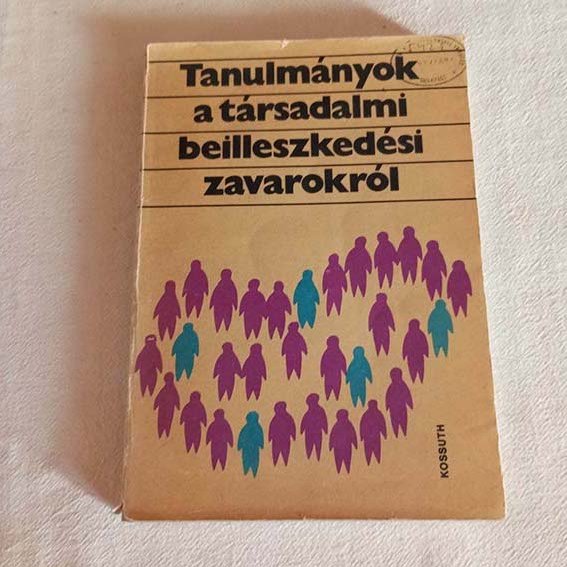 Tanulmányok
a társadalmi
beilleszkedési
zavarokról
KOSSUTH